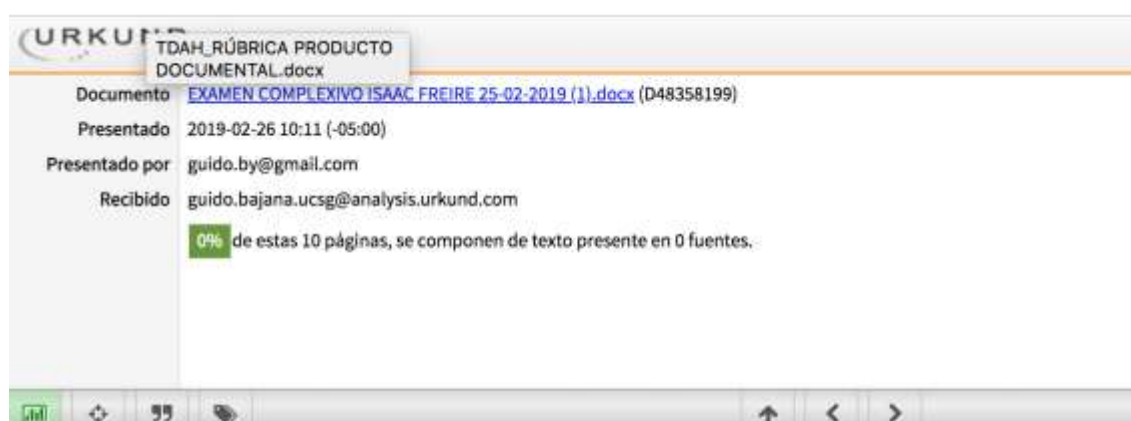 URKUND
TDAH_RÚBRICA PRODUCTO
DOCUMENTAL.docx
Documento EXAMEN COMPLEXIVO ISAAC FREIRE 25-02-2019 (1).docx (D48358199)
Presentado 2019-02-26 10:11 (-05:00)
Presentado por guido.by@gmail.com
Recibido guido.bajana.ucsg@analysis.urkund.com
0% de estas 10 páginas, se componen de texto presente en 0 fuentes.